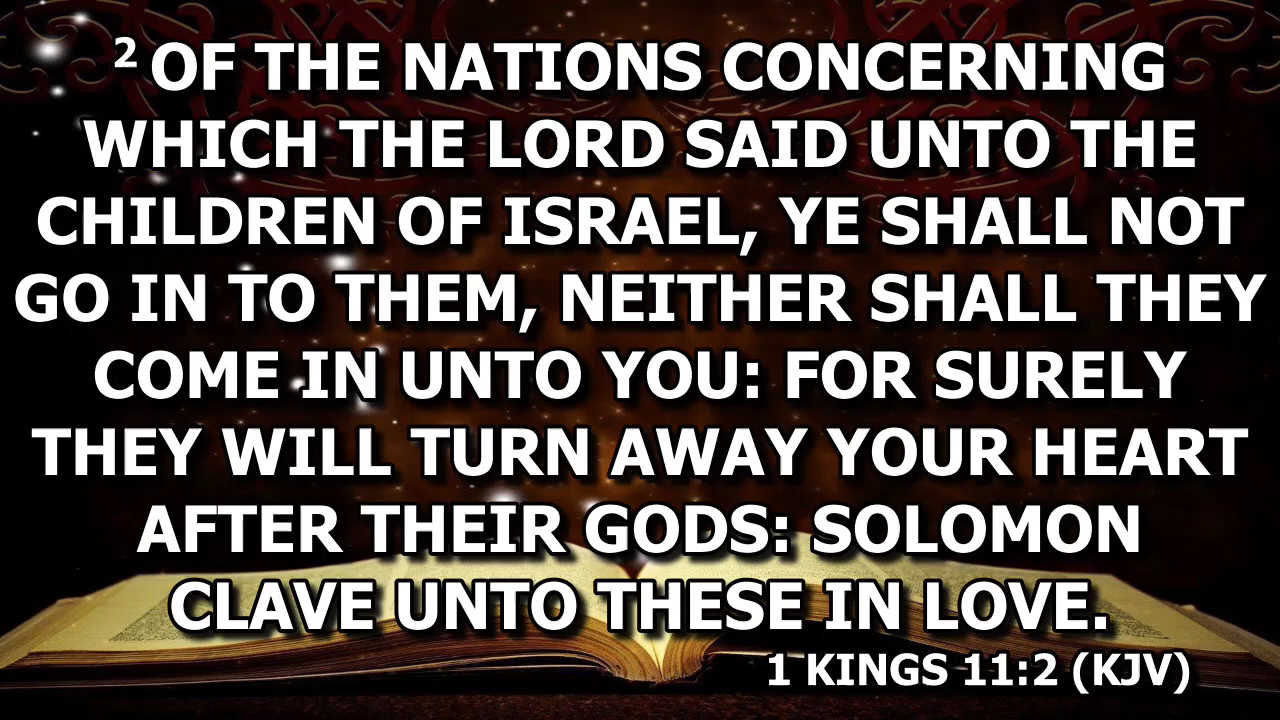 2 OF THE NATIONS CONCERNING
WHICH THE LORD SAID UNTO THE
CHILDREN OF ISRAEL, YE SHALL NOT
GO IN TO THEM, NEITHER SHALL THEY
COME IN UNTO YOU: FOR SURELY
THEY WILL TURN AWAY YOUR HEART
AFTER THEIR GODS: SOLOMON
CLAVE UNTO THESE IN LOVE.
1 KINGS 11:2 (KJV)